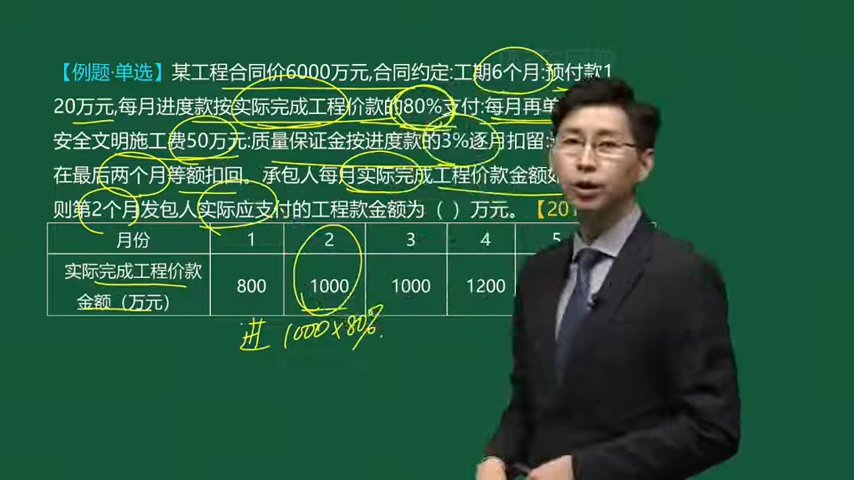 【例题·单选】某工程合同价6000万元,合同约定:工期6个月:预付款1
20万元,每月进度款按实际完成工程价款的80%支付:每月再单
安全文明施工费50万元:质量保证金按进度款的3%逐月扣留:
在最后两个月等额扣回。承包人每月实际完成工程价款金额
则第2个月发包人实际应支付的工程款金额为（ ）万元。【20
月份 1 2 3 4 5
实际完成工程价款金额（万元） 800 1000 1000 1200
进 1000×80%